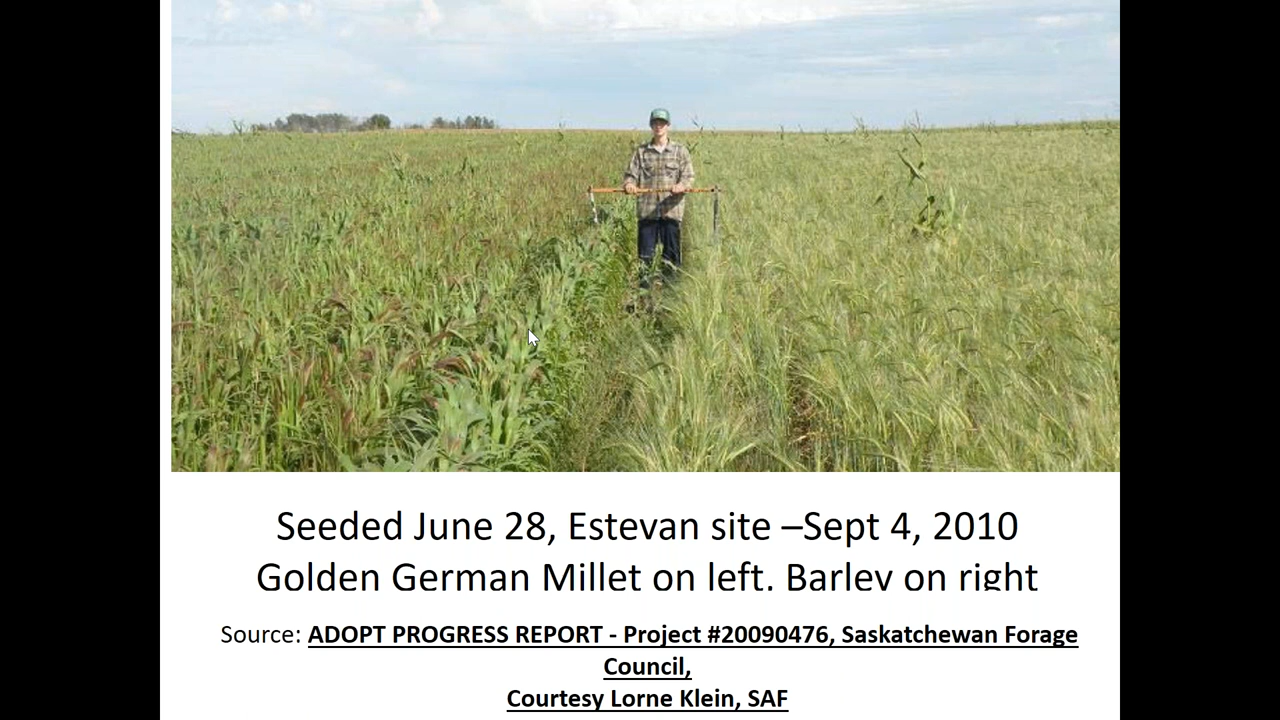 Seeded June 28, Estevan site –Sept 4, 2010
Golden German Millet on left. Barley on right
Source: ADOPT PROGRESS REPORT - Project #20090476, Saskatchewan Forage
Council,
Courtesy Lorne Klein, SAF